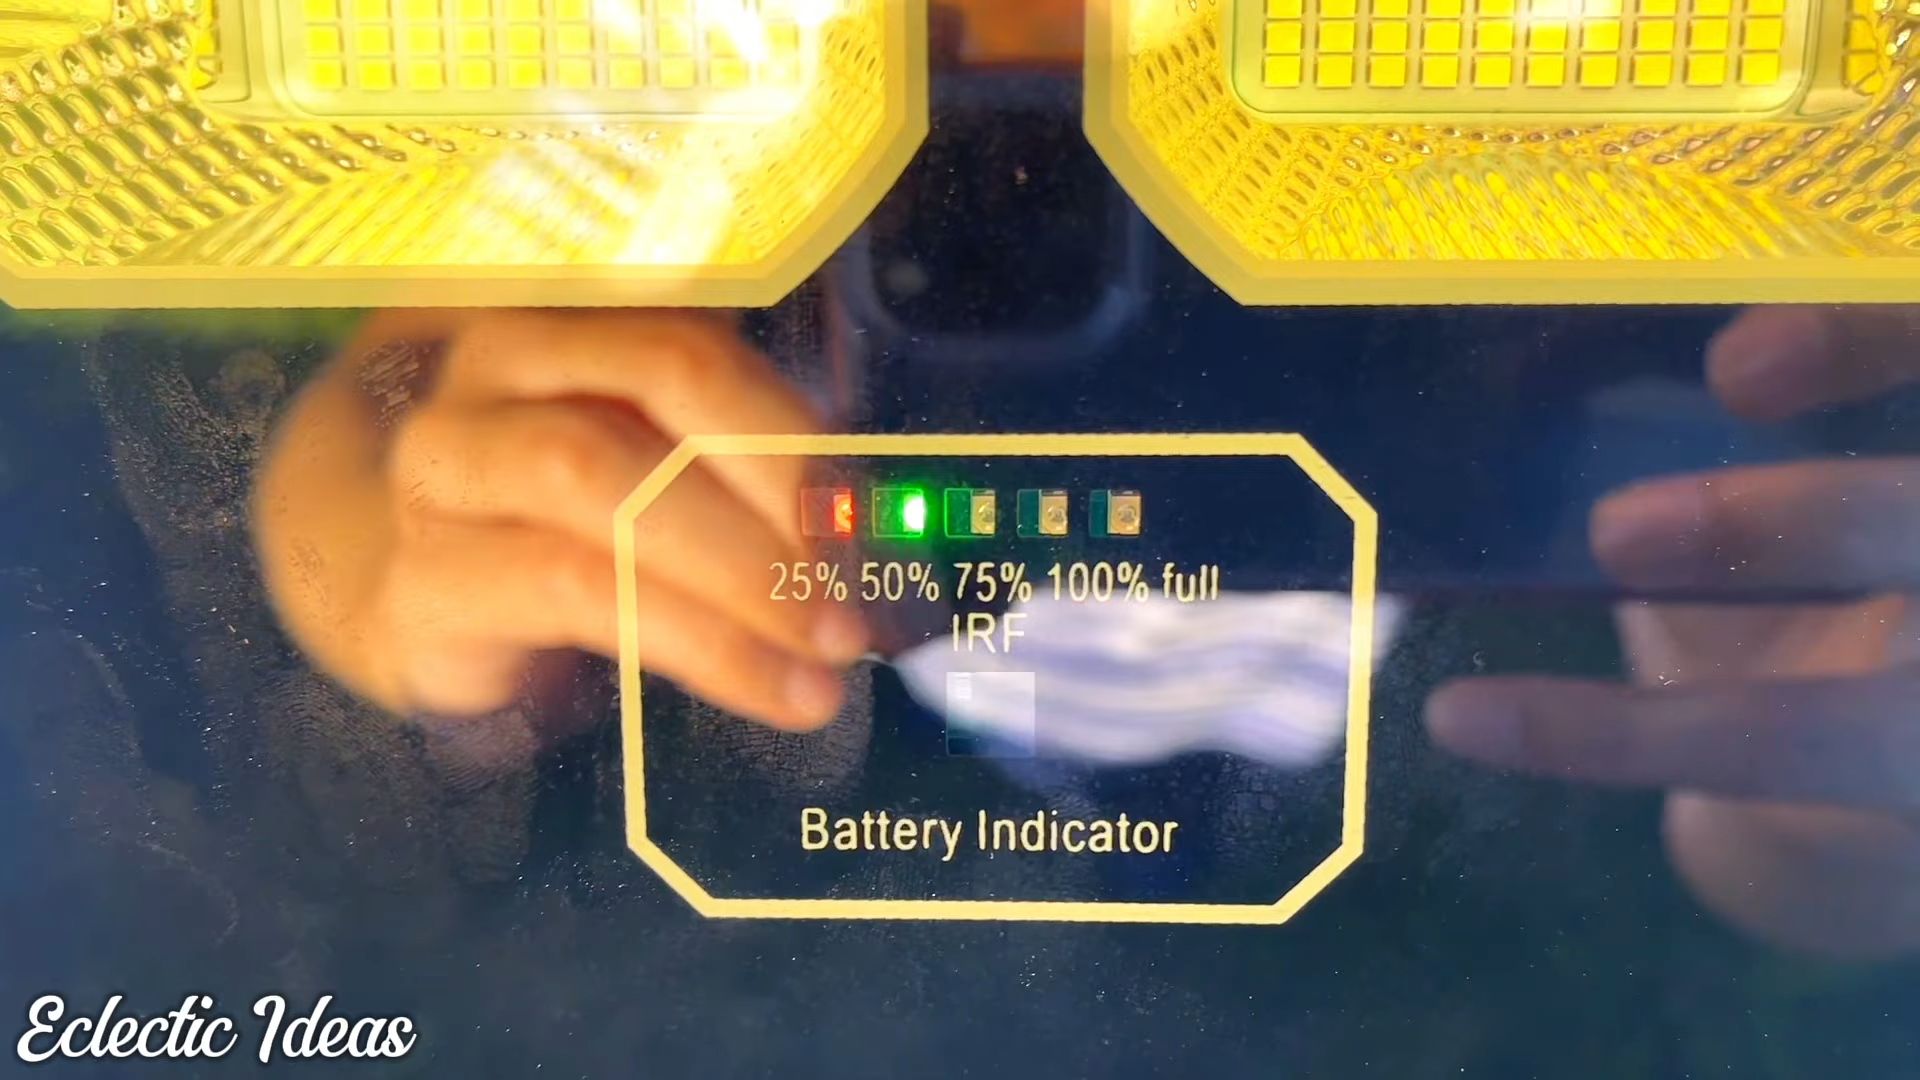 25% 50% 75% 100% full
IRF
Battery Indicator
Eclectic Ideas